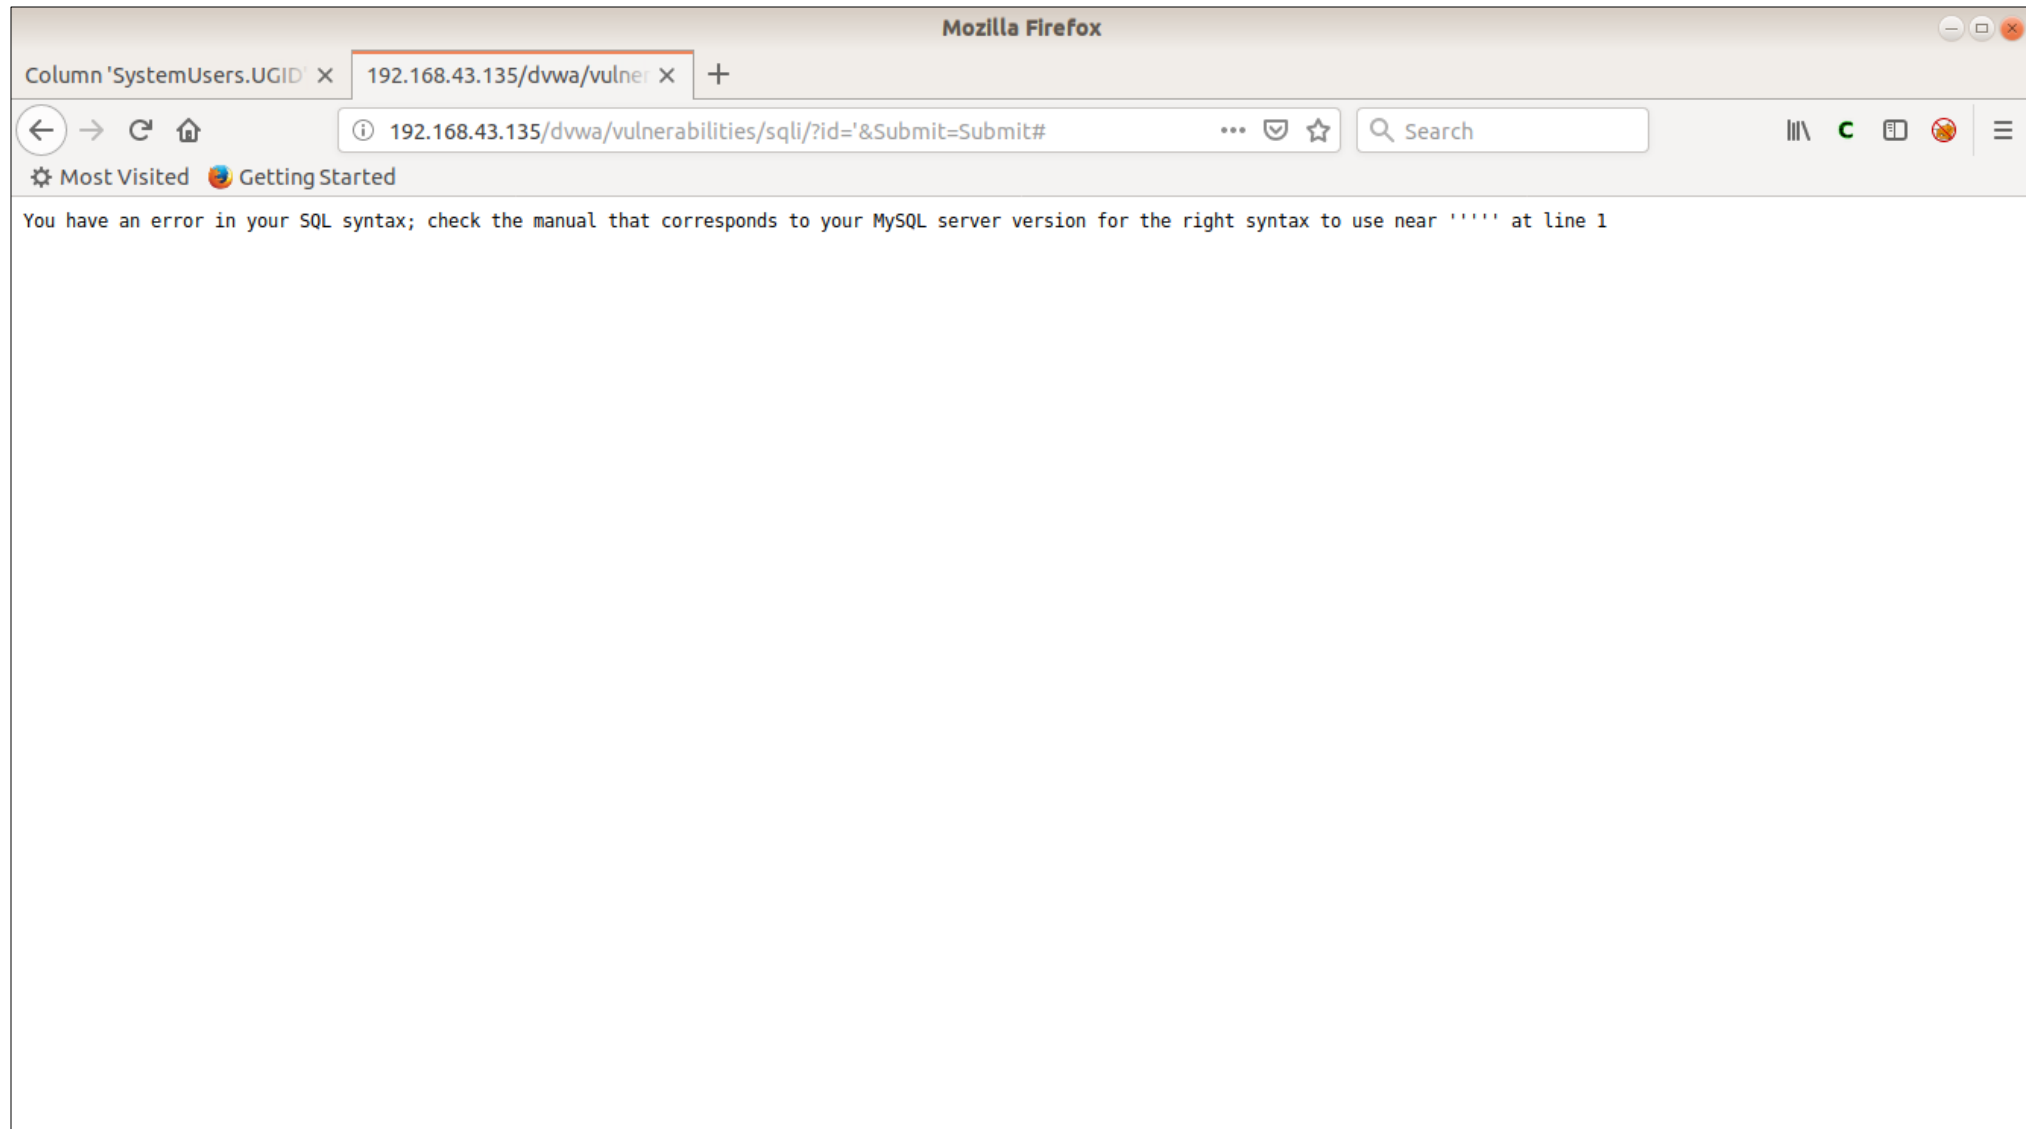 Mozilla Firefox
Column 'SystemUsers.UGID'
192.168.43.135/dvwa/vulner
192.168.43.135/dvwa/vulnerabilities/sqli/?id='&Submit=Submit#
Search
C
Most Visited
Getting Started
You have an error in your SQL syntax; check the manual that corresponds to your MySQL server version for the right syntax to use near ''''' at line 1